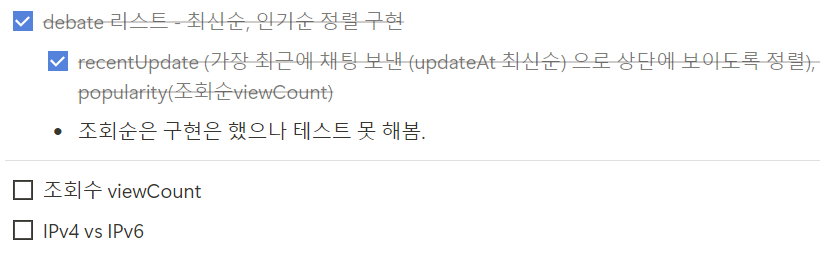 debate 리스트 - 최신순, 인기순 정렬 구현
recentUpdate (가장 최근에 채팅 보낸 (updateAt 최신순) 으로 상단에 보이도록 정렬),
popularity(조회순viewCount)
• 조회순은 구현은 했으나 테스트 못 해봄.
조회수 viewCount
IPv4 vs IPv6